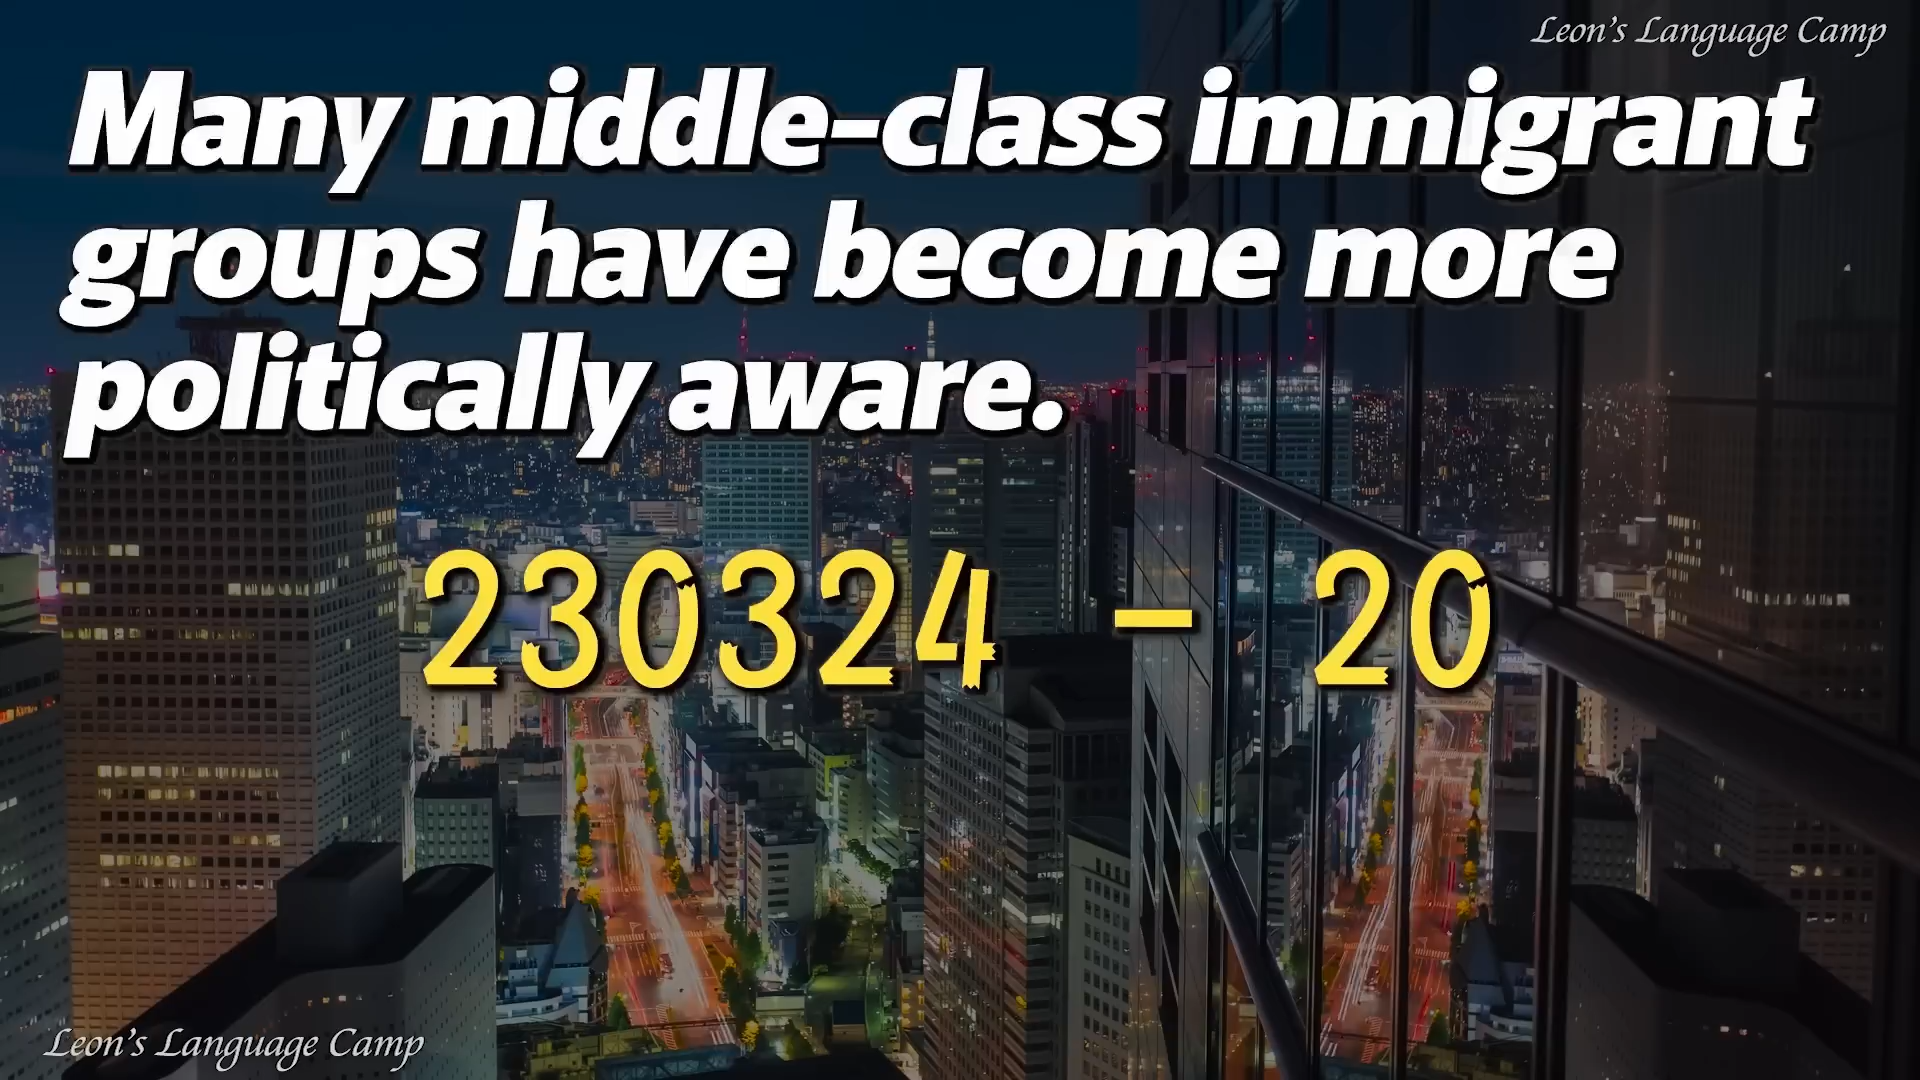 Leon's Language Camp
Many middle-class immigrant
groups have become more
politically aware.
230324 - 20
Leon's Language Camp